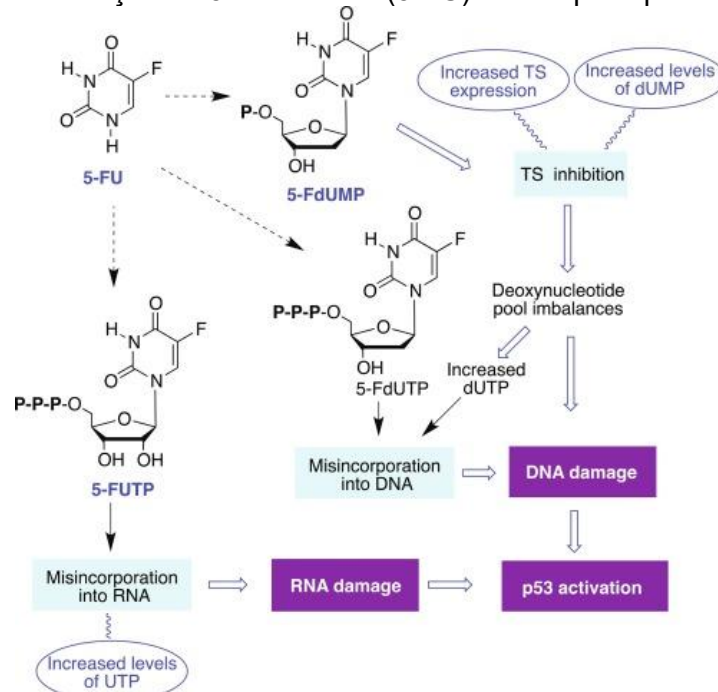 5-FU
5-FdUMP
Increased TS
expression
Increased levels
of dUMP
TS inhibition
Deoxynucleotide
pool imbalances
Increased
dUTP
5-FdUTP
5-FUTP
Misincorporation
into DNA
DNA damage
Misincorporation
into RNA
RNA damage
p53 activation
Increased levels
of UTP
O
F
H
N
O
N
H
O
F
H
N
O
N
P-O
O
OH
O
F
H
N
O
N
P-P-P-O
O
OH
O
F
H
N
O
N
P-P-P-O
O
OH OH